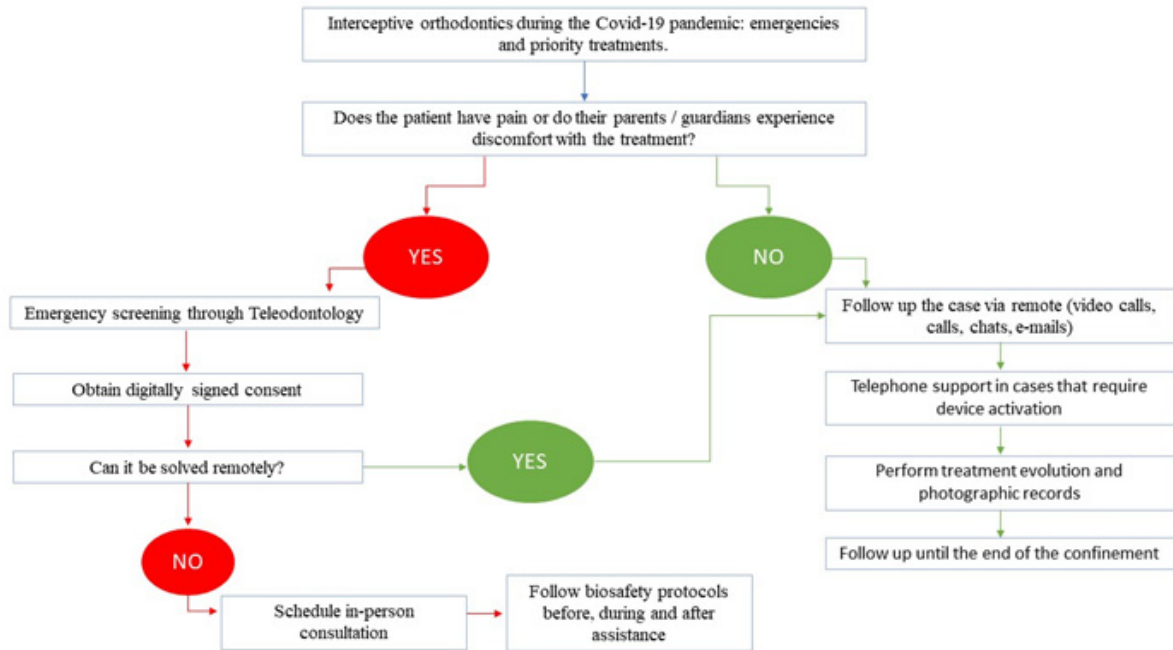 Interceptive orthodontics during the Covid-19 pandemic: emergencies
and priority treatments.
Does the patient have pain or do their parents / guardians experience
discomfort with the treatment?
YES
NO
Emergency screening through Teleodontology
Follow up the case via remote (video calls,
calls, chats, e-mails)
Obtain digitally signed consent
Telephone support in cases that require
device activation
Can it be solved remotely?
YES
Perform treatment evolution and
photographic records
NO
Follow up until the end of the confinement
Schedule in-person
consultation
Follow biosafety protocols
before, during and after
assistance